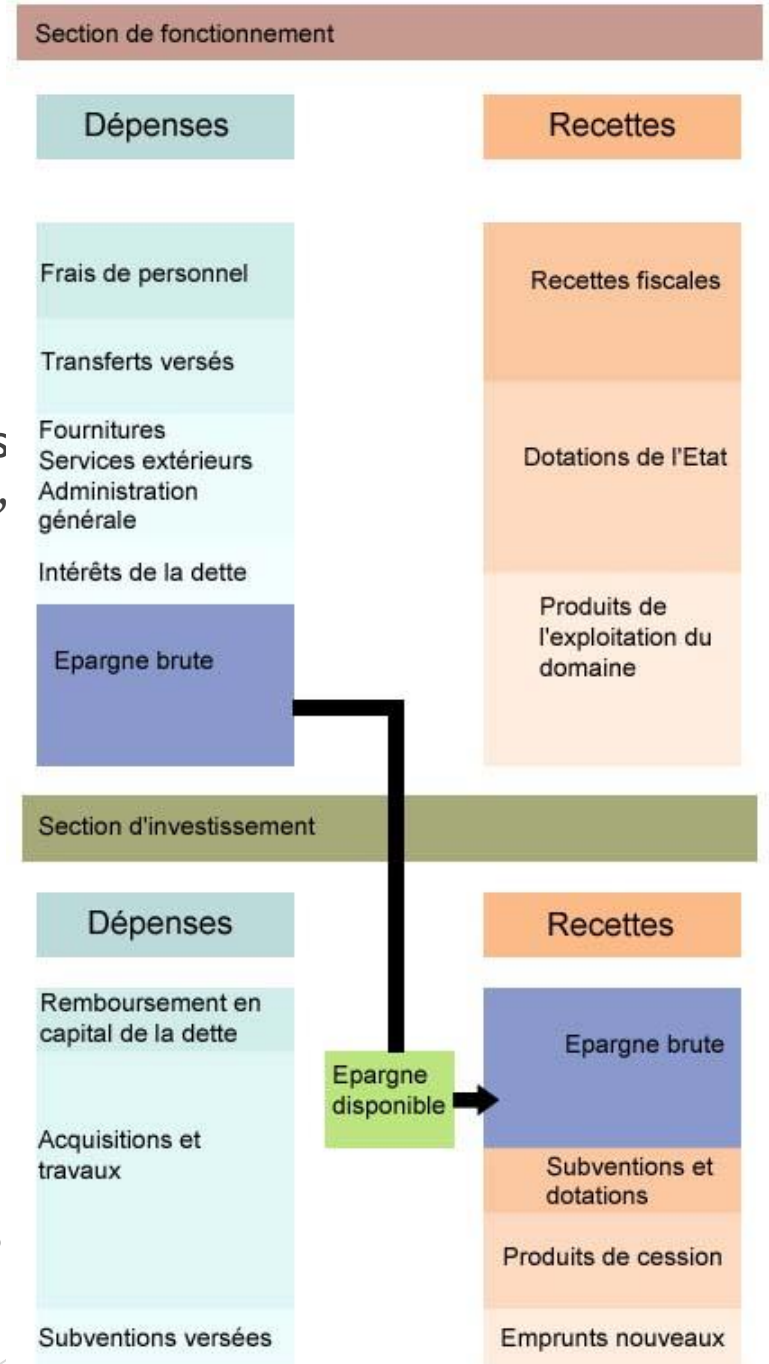 Section de fonctionnement
Dépenses
Recettes
Frais de personnel
Transferts versés
Fournitures
Services extérieurs
Administration
générale
Intérêts de la dette
Epargne brute
Recettes fiscales
Dotations de l'Etat
Produits de
l'exploitation du
domaine
s
,
Section d'investissement
Dépenses
Recettes
Remboursement en
capital de la dette
Acquisitions et
travaux
Subventions versées
Epargne
disponible
Epargne brute
Subventions et
dotations
Produits de cession
Emprunts nouveaux